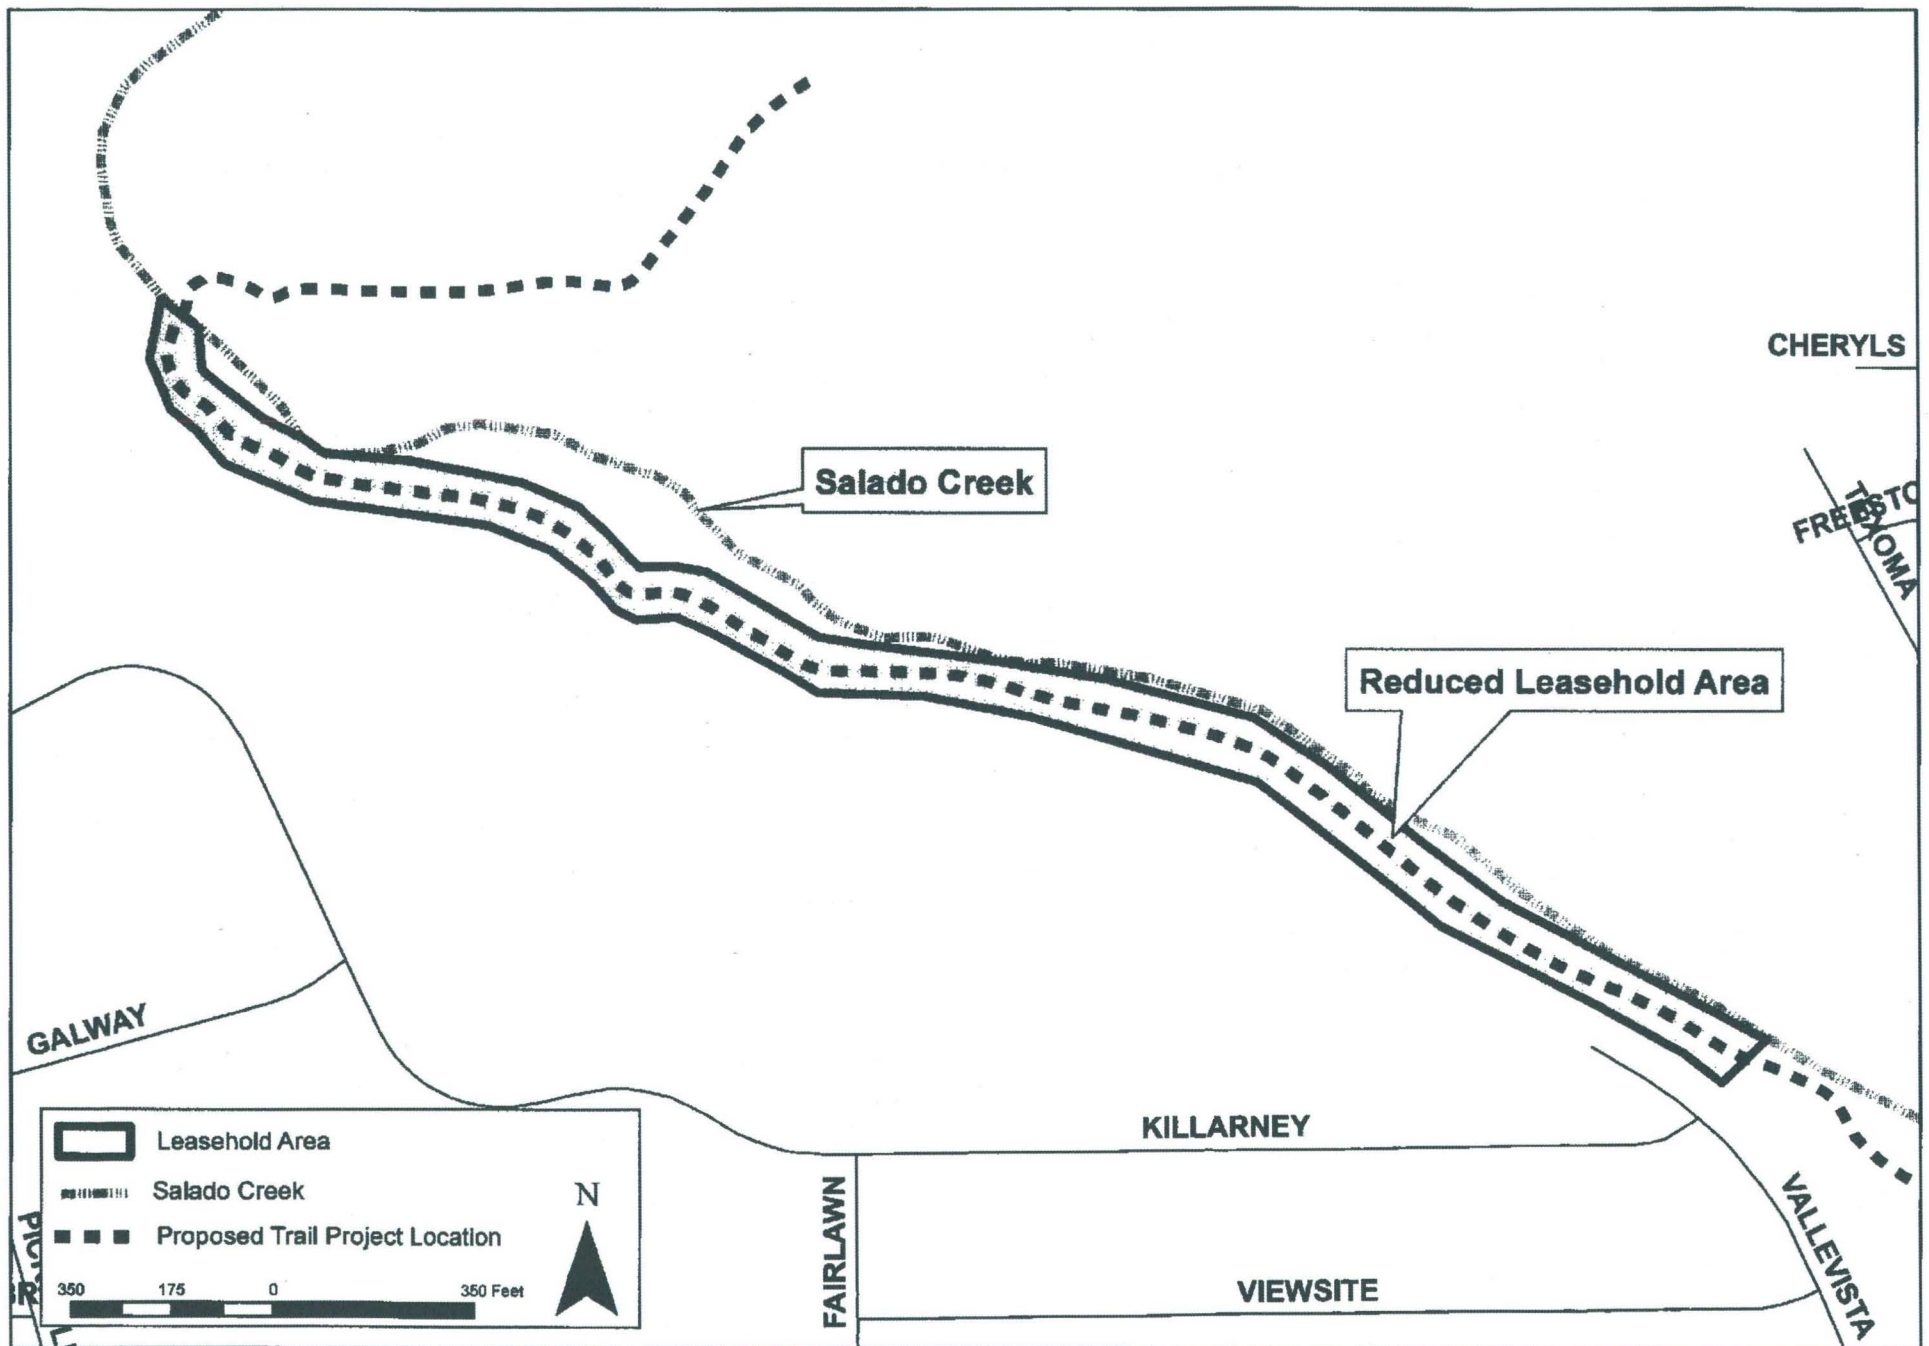 CHERYLS
Salado Creek
TEXOMA
Reduced Leasehold Area
GALWAY
KILLARNEY
FAIRLAWN
VIEWSITE
VALLEVISTA
Leasehold Area
Salado Creek
Proposed Trail Project Location
N
350 175 0 350 Feet